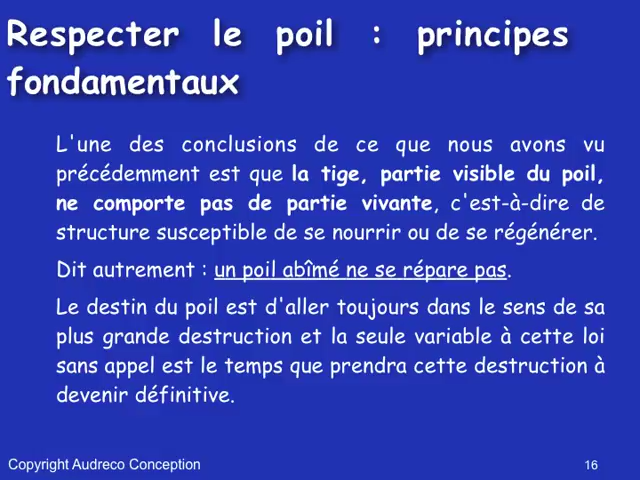 Respecter le poil : principes
fondamentaux
L'une des conclusions de ce que nous avons vu
précédemment est que la tige, partie visible du poil,
ne comporte pas de partie vivante, c'est-à-dire de
structure susceptible de se nourrir ou de se régénérer.
Dit autrement : un poil abîmé ne se répare pas.
Le destin du poil est d'aller toujours dans le sens de sa
plus grande destruction et la seule variable à cette loi
sans appel est le temps que prendra cette destruction à
devenir définitive.
Copyright Audreco Conception
16